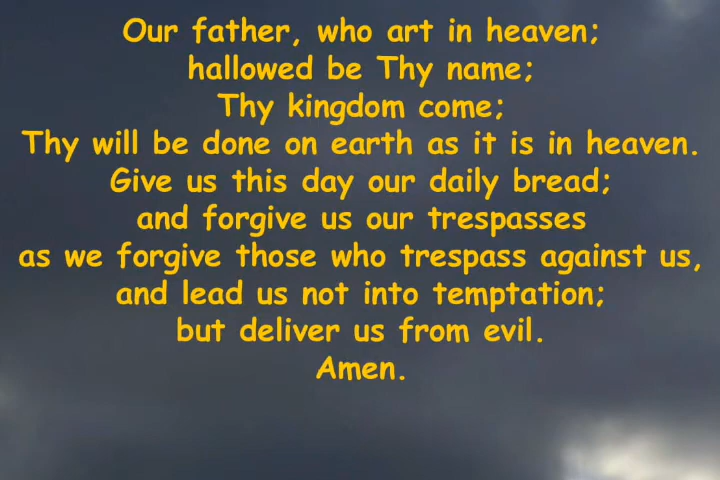 Our father, who art in heaven;
hallowed be Thy name;
Thy kingdom come;
Thy will be done on earth as it is in heaven.
Give us this day our daily bread;
and forgive us our trespasses
as we forgive those who trespass against us,
and lead us not into temptation;
but deliver us from evil.
Amen.